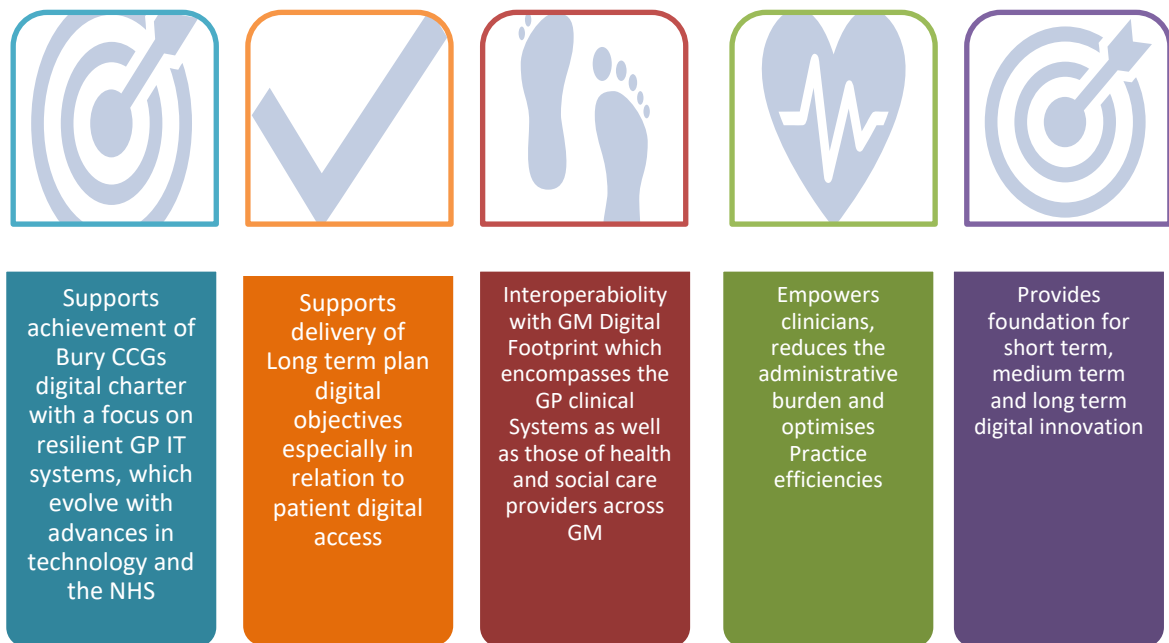 Supports
achievement of
Bury CCGs
digital charter
with a focus on
resilient GP IT
systems, which
evolve with
advances in
technology and
the NHS
Supports
delivery of
Long term plan
digital
objectives
especially in
relation to
patient digital
access
Interoperabiolity
with GM Digital
Footprint which
encompasses the
GP clinical
Systems as well
as those of health
and social care
providers across
GM
Empowers
clinicians,
reduces the
administrative
burden and
optimises
Practice
efficiencies
Provides
foundation for
short term,
medium term
and long term
digital innovation